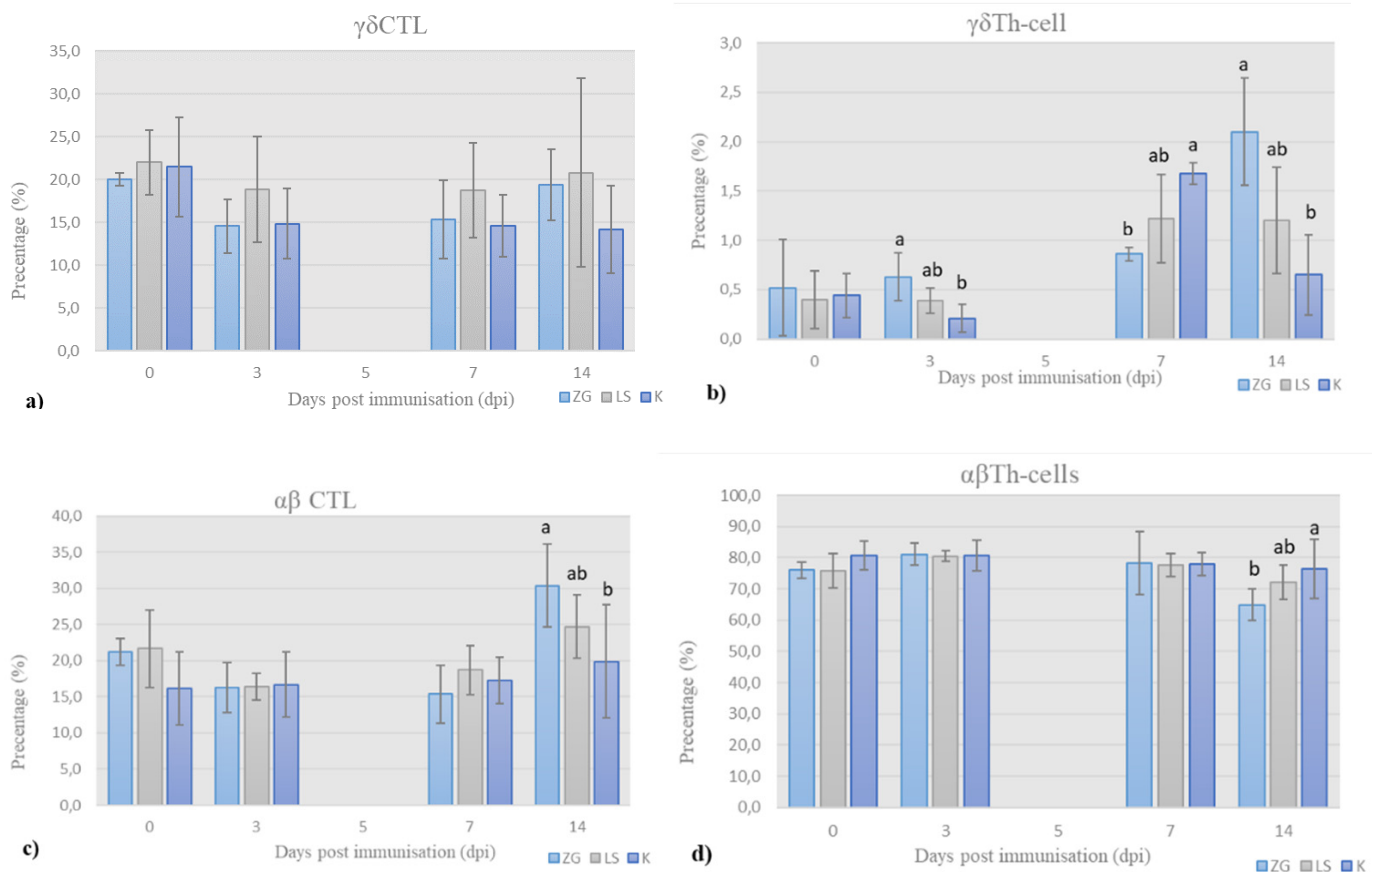 γδCTL
35,0
30,0
25,0
20,0
15,0
10,0
5,0
0,0
Precentage (%)
0 3 5 7 14
Days post immunisation (dpi)
ZG LS K
a)
γδTh-cell
3,0
2,5
2,0
1,5
1,0
0,5
0,0
Precentage (%)
a ab b
b ab a
a ab b
0 3 5 7 14
Days post immunisation (dpi)
ZG LS K
b)
αβ CTL
40,0
35,0
30,0
25,0
20,0
15,0
10,0
5,0
0,0
Precentage (%)
a ab b
0 3 5 7 14
Days post immunisation (dpi)
ZG LS K
c)
αβTh-cells
100,0
90,0
80,0
70,0
60,0
50,0
40,0
30,0
20,0
10,0
0,0
Precentage (%)
b ab a
0 3 5 7 14
Days post immunisation (dpi)
ZG LS K
d)